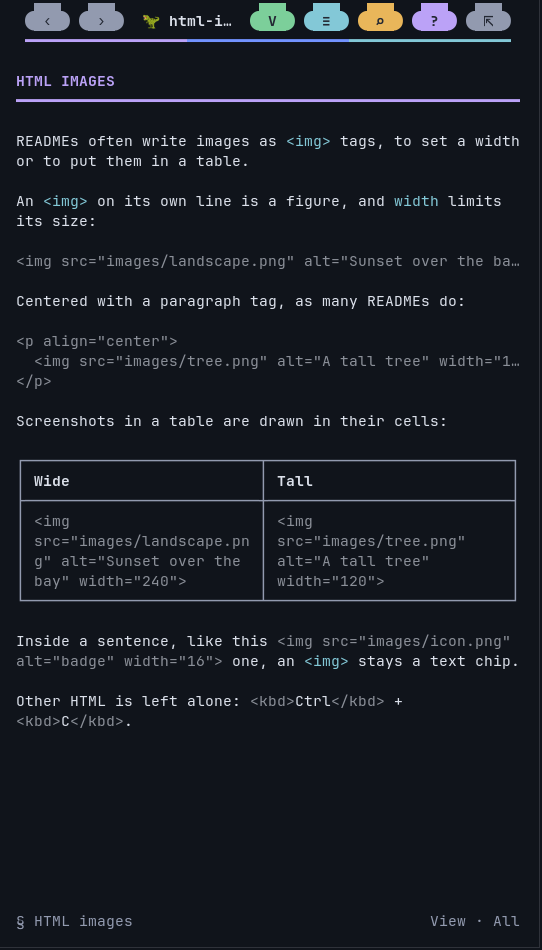 ‹ › html-i… V ≡ ⌕ ? ⇱
HTML IMAGES
READMEs often write images as <img> tags, to set a width
or to put them in a table.
An <img> on its own line is a figure, and width limits
its size:
<img src="images/landscape.png" alt="Sunset over the ba…
Centered with a paragraph tag, as many READMEs do:
<p align="center">
  <img src="images/tree.png" alt="A tall tree" width="1…
</p>
Screenshots in a table are drawn in their cells:
Wide Tall
<img <img
src="images/landscape.pn src="images/tree.png"
g" alt="Sunset over the alt="A tall tree"
bay" width="240"> width="120">
Inside a sentence, like this <img src="images/icon.png"
alt="badge" width="16"> one, an <img> stays a text chip.
Other HTML is left alone: <kbd>Ctrl</kbd> +
<kbd>C</kbd>.
§ HTML images View · All